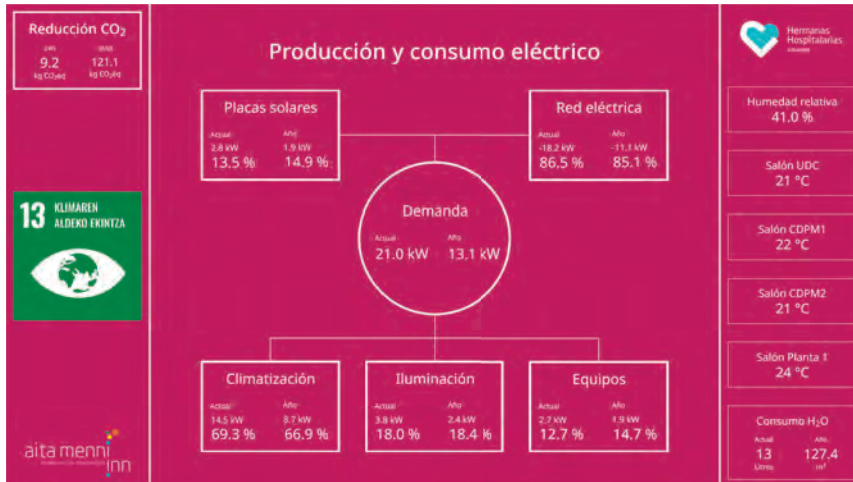 Reducción CO₂
24H
9.2 121.1
kg CO₂eq kg CO₂eq
13 KLIMAREN
ALDEKO EKINTZA
aita menni
inn
Producción y consumo eléctrico
Placas solares
Actual Año
2.8 kW 1.9 kW
13.5 % 14.9 %
Red eléctrica
Actual Año
-18.2 kW -11.1 kW
86.5 % 85.1 %
Demanda
Actual Año
21.0 kW 13.1 kW
Climatización
Actual Año
14.5 kW 8.7 kW
69.3 % 66.9 %
Iluminación
Actual Año
3.8 kW 2.4 kW
18.0 % 18.4 %
Equipos
Actual Año
2.7 kW 1.9 kW
12.7 % 14.7 %
Hermanas
Hospitalarias
Humedad relativa
41.0 %
Salón UDC
21 °C
Salón CDPM1
22 °C
Salón CDPM2
21 °C
Salón Planta 1
24 °C
Consumo H₂O
Actual Año
13 127.4
Litros m³